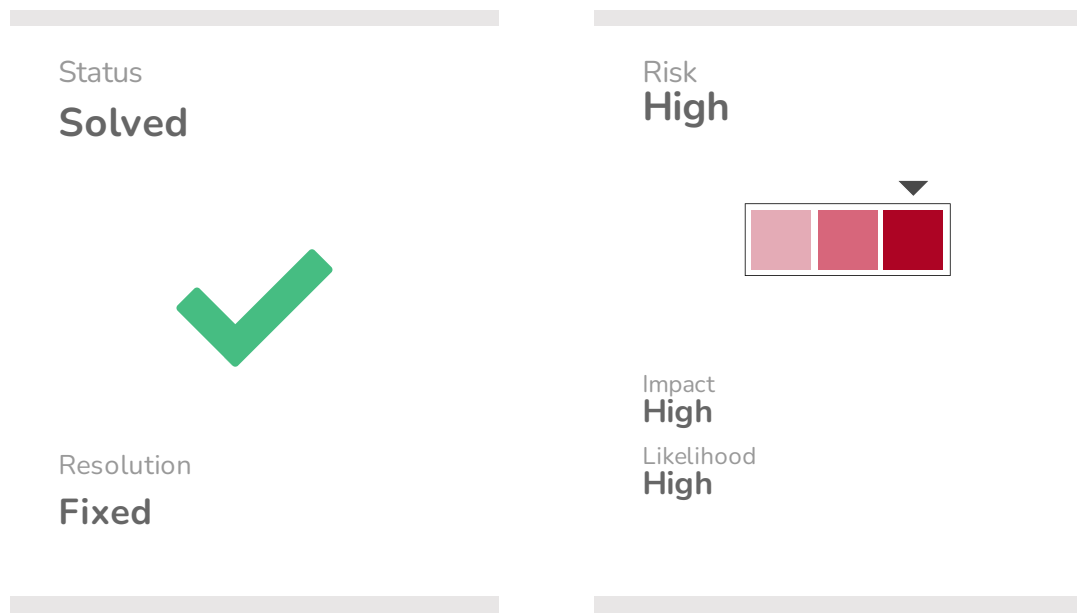 Status
Solved
Resolution
Fixed
Risk
High
Impact
High
Likelihood
High